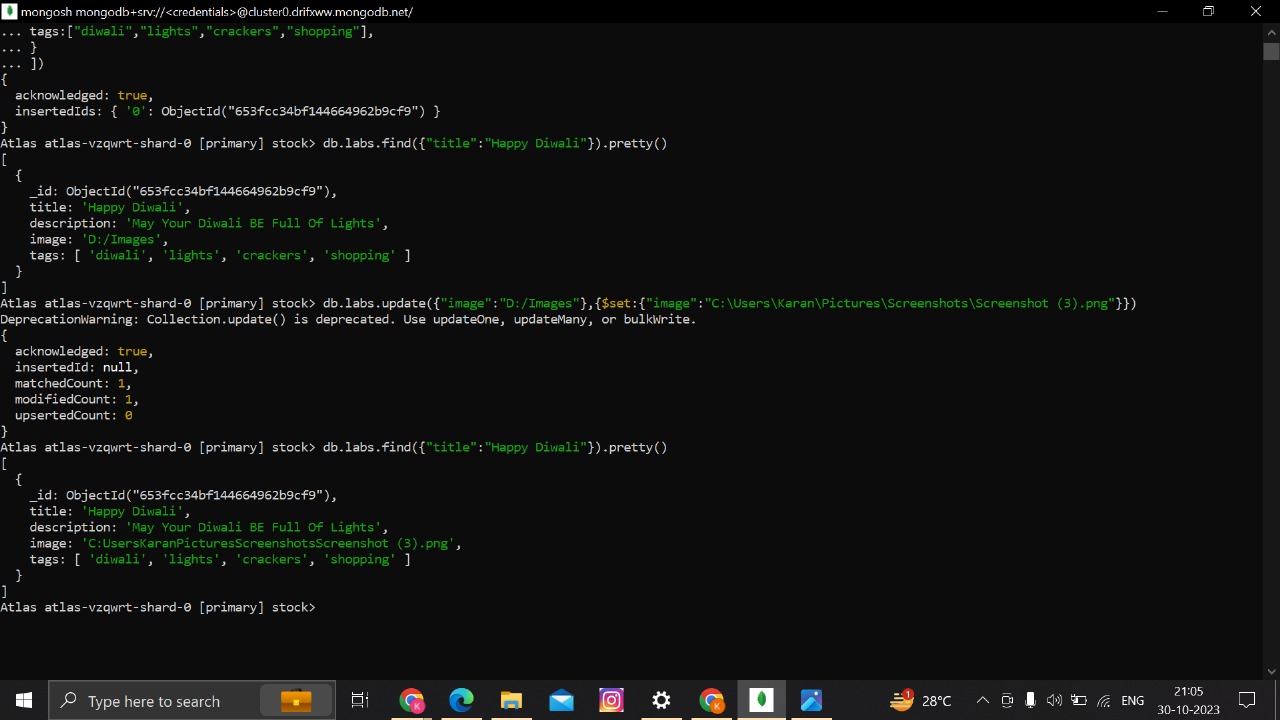 mongosh mongodb+srv://<credentials>@cluster0.drifxww.mongodb.net/
... tags:["diwali","lights","crackers","shopping"],
... }
... ])
{
  acknowledged: true,
  insertedIds: { '0': ObjectId("653fcc34bf144664962b9cf9") }
}
Atlas atlas-vzqwrt-shard-0 [primary] stock> db.labs.find({"title":"Happy Diwali"}).pretty()
[
  {
    _id: ObjectId("653fcc34bf144664962b9cf9"),
    title: 'Happy Diwali',
    description: 'May Your Diwali BE Full Of Lights',
    image: 'D:/Images',
    tags: [ 'diwali', 'lights', 'crackers', 'shopping' ]
  }
]
Atlas atlas-vzqwrt-shard-0 [primary] stock> db.labs.update({"image":"D:/Images"},{$set:{"image":"C:\Users\Karan\Pictures\Screenshots\Screenshot (3).png"}})
DeprecationWarning: Collection.update() is deprecated. Use updateOne, updateMany, or bulkWrite.
{
  acknowledged: true,
  insertedId: null,
  matchedCount: 1,
  modifiedCount: 1,
  upsertedCount: 0
}
Atlas atlas-vzqwrt-shard-0 [primary] stock> db.labs.find({"title":"Happy Diwali"}).pretty()
[
  {
    _id: ObjectId("653fcc34bf144664962b9cf9"),
    title: 'Happy Diwali',
    description: 'May Your Diwali BE Full Of Lights',
    image: 'C:UsersKaranPicturesScreenshotsScreenshot (3).png',
    tags: [ 'diwali', 'lights', 'crackers', 'shopping' ]
  }
]
Atlas atlas-vzqwrt-shard-0 [primary] stock>
Type here to search
K
K
1
28°C
ENG
21:05
30-10-2023